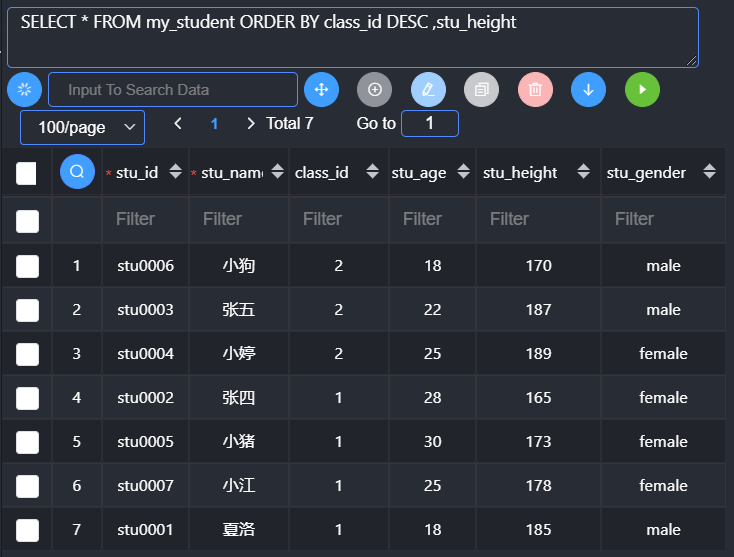 SELECT * FROM my_student ORDER BY class_id DESC ,stu_height
Input To Search Data
100/page 1 Total 7 Go to 1
* stu_id * stu_name class_id stu_age stu_height stu_gender
Filter Filter Filter Filter Filter Filter
1 stu0006 小狗 2 18 170 male
2 stu0003 张五 2 22 187 male
3 stu0004 小婷 2 25 189 female
4 stu0002 张四 1 28 165 female
5 stu0005 小猪 1 30 173 female
6 stu0007 小江 1 25 178 female
7 stu0001 夏洛 1 18 185 male